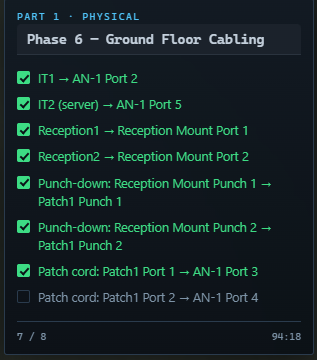 PART 1 · PHYSICAL
Phase 6 — Ground Floor Cabling
IT1 → AN-1 Port 2
IT2 (server) → AN-1 Port 5
Reception1 → Reception Mount Port 1
Reception2 → Reception Mount Port 2
Punch-down: Reception Mount Punch 1 →
Patch1 Punch 1
Punch-down: Reception Mount Punch 2 →
Patch1 Punch 2
Patch cord: Patch1 Port 1 → AN-1 Port 3
Patch cord: Patch1 Port 2 → AN-1 Port 4
7 / 8
94:18